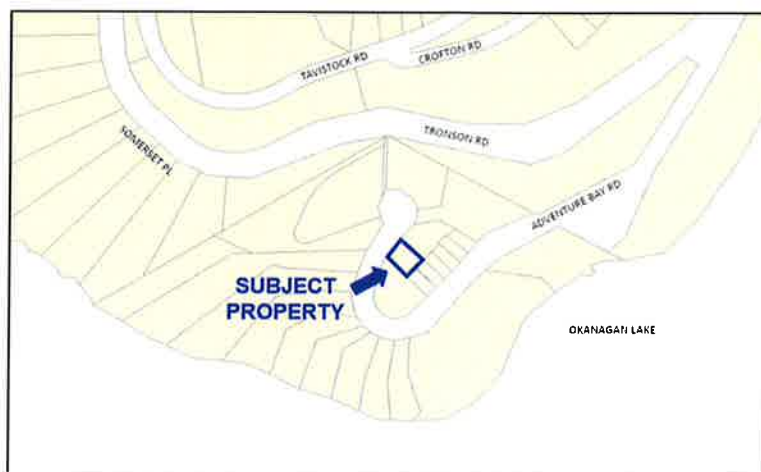 TAVISTOCK RD
CROFTON RD
TRONSON RD
SOMERSET PL
ADVENTURE BAY RD
SUBJECT
PROPERTY
OKANAGAN LAKE